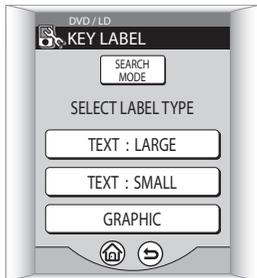 DVD / LD
KEY LABEL
SEARCH
MODE
SELECT LABEL TYPE
TEXT : LARGE
TEXT : SMALL
GRAPHIC